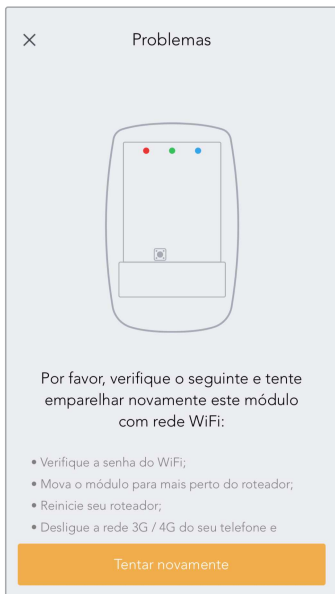 Problemas
Por favor, verifique o seguinte e tente
emparelhar novamente este módulo
com rede WiFi:
• Verifique a senha do WiFi;
• Mova o módulo para mais perto do roteador;
• Reinicie seu roteador;
• Desligue a rede 3G / 4G do seu telefone e
Tentar novamente